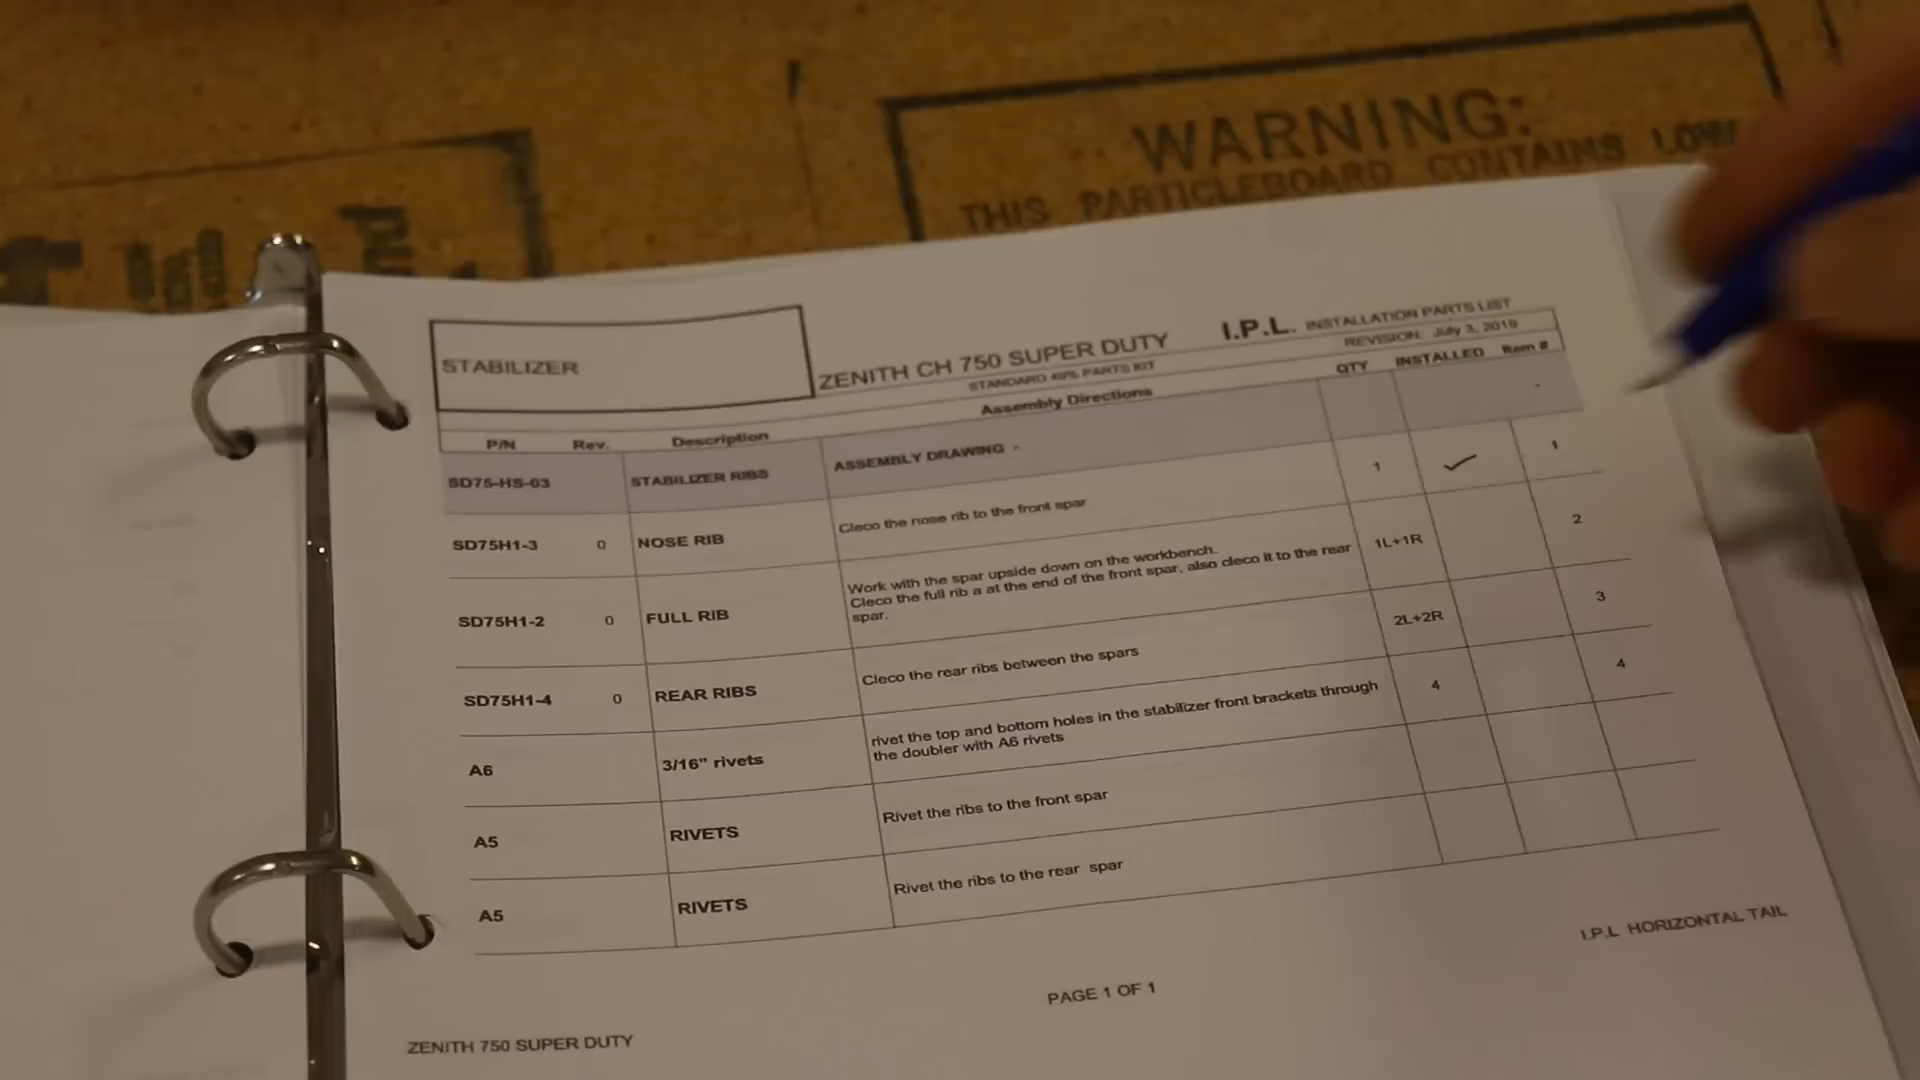 WARNING:
THIS PARTICLEBOARD CONTAINS LOW
STABILIZER
ZENITH CH 750 SUPER DUTY
I.P.L. INSTALLATION PARTS LIST
STANDARD 49% PARTS KIT
REVISION: July 3, 2019
P/N Rev. Description Assembly Directions QTY INSTALLED Item #
SD75-HS-03 STABILIZER RIBS ASSEMBLY DRAWING - -
SD75H1-3 0 NOSE RIB Cleco the nose rib to the front spar 1 ✓ 1
SD75H1-2 0 FULL RIB Work with the spar upside down on the workbench.
Cleco the full rib a at the end of the front spar, also cleco it to the rear
spar. 1L+1R 2
SD75H1-4 0 REAR RIBS Cleco the rear ribs between the spars 2L+2R 3
A6 3/16" rivets rivet the top and bottom holes in the stabilizer front brackets through
the doubler with A6 rivets 4 4
A5 RIVETS Rivet the ribs to the front spar
A5 RIVETS Rivet the ribs to the rear spar
I.P.L HORIZONTAL TAIL
PAGE 1 OF 1
ZENITH 750 SUPER DUTY